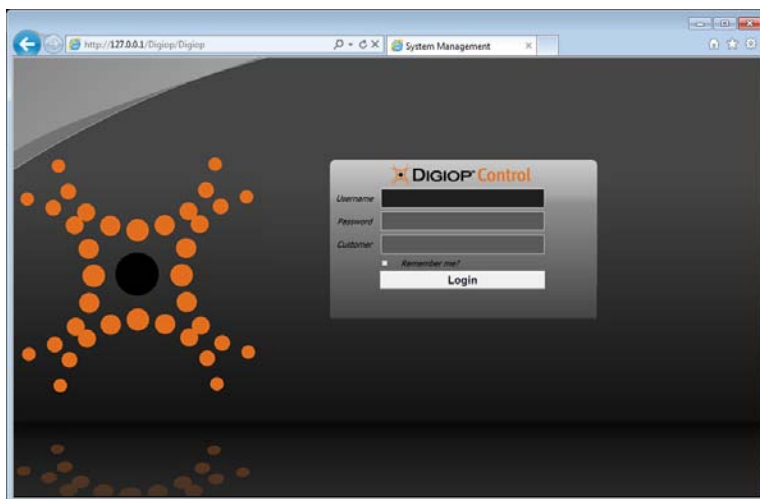 http://127.0.0.1/Digiop/Digiop
System Management
DIGIOP Control
Username
Password
Customer
Remember me?
Login